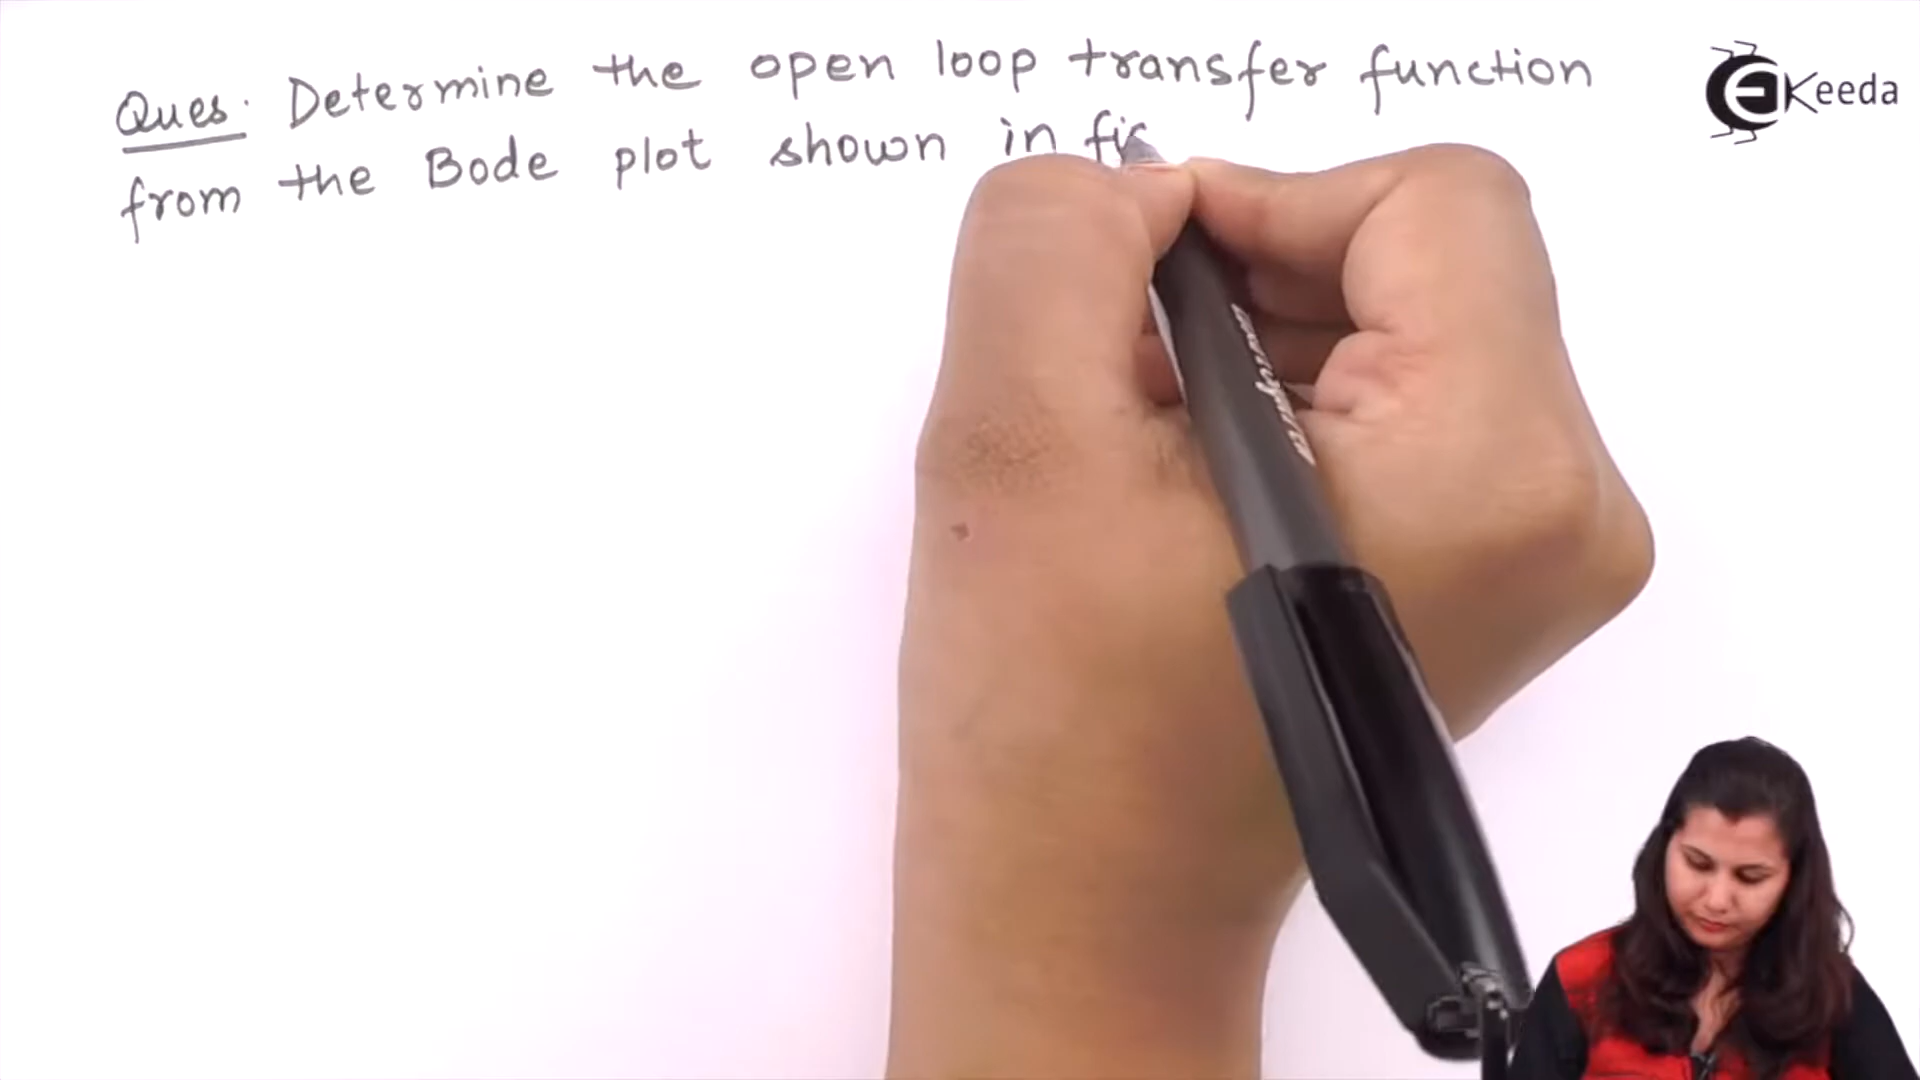 Ques. Determine the open loop transfer function
Keeda
from the Bode plot shown in